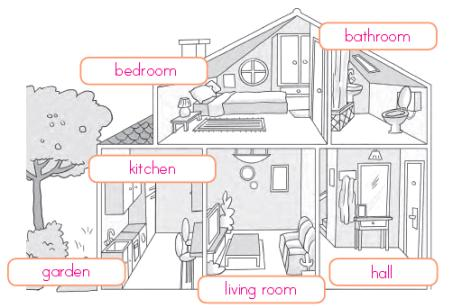 bathroom
bedroom
kitchen
garden
living room
hall